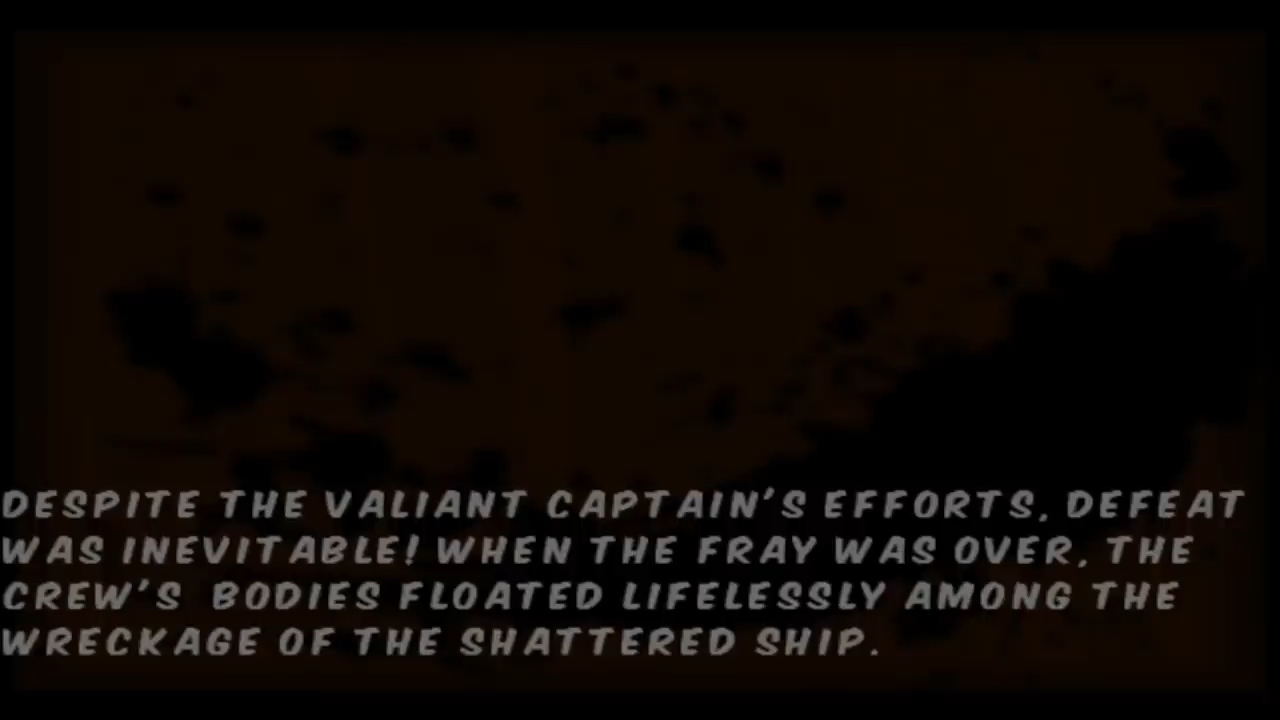 DESPITE THE VALIANT CAPTAIN'S EFFORTS, DEFEAT
WAS INEVITABLE! WHEN THE FRAY WAS OVER, THE
CREW'S BODIES FLOATED LIFELESSLY AMONG THE
WRECKAGE OF THE SHATTERED SHIP.